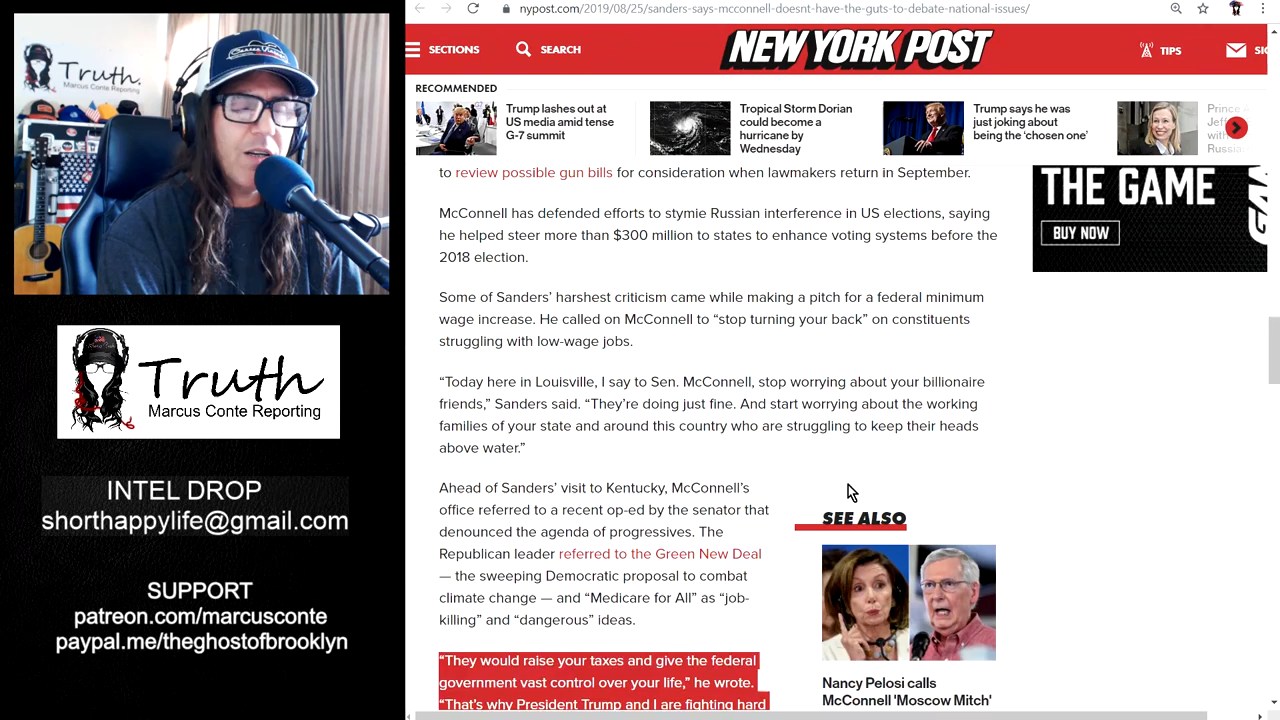 nypost.com/2019/08/25/sanders-says-mcconnell-doesnt-have-the-guts-to-debate-national-issues/
SECTIONS
SEARCH
NEW YORK POST
TIPS
RECOMMENDED
Trump lashes out at
US media amid tense
G-7 summit
Tropical Storm Dorian
could become a
hurricane by
Wednesday
Trump says he was
just joking about
being the ‘chosen one’
Truth.
Marcus Conte Reporting
to review possible gun bills for consideration when lawmakers return in September.
McConnell has defended efforts to stymie Russian interference in US elections, saying
he helped steer more than $300 million to states to enhance voting systems before the
2018 election.
Some of Sanders’ harshest criticism came while making a pitch for a federal minimum
wage increase. He called on McConnell to “stop turning your back” on constituents
struggling with low-wage jobs.
“Today here in Louisville, I say to Sen. McConnell, stop worrying about your billionaire
friends,” Sanders said. “They’re doing just fine. And start worrying about the working
families of your state and around this country who are struggling to keep their heads
above water.”
Ahead of Sanders’ visit to Kentucky, McConnell’s
office referred to a recent op-ed by the senator that
denounced the agenda of progressives. The
Republican leader referred to the Green New Deal
— the sweeping Democratic proposal to combat
climate change — and “Medicare for All” as “job-
killing” and “dangerous” ideas.
“They would raise your taxes and give the federal
government vast control over your life,” he wrote.
“That’s why President Trump and I are fighting hard
THE GAME
BUY NOW
SEE ALSO
Nancy Pelosi calls
McConnell 'Moscow Mitch'
Truth
Marcus Conte Reporting
INTEL DROP
shorthappylife@gmail.com
SUPPORT
patreon.com/marcusconte
paypal.me/theghostofbrooklyn